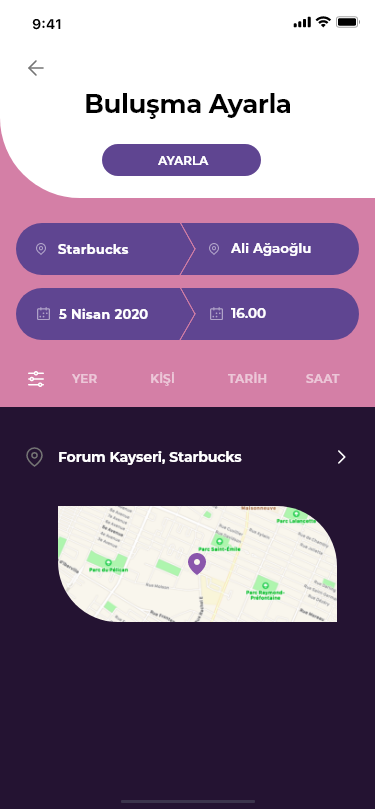 9:41
Buluşma Ayarla
AYARLA
Starbucks
Ali Ağaoğlu
5 Nisan 2020
16.00
YER KİŞİ TARİH SAAT
Forum Kayseri, Starbucks
Maisonneuve
Parc Lalancette
Parc Saint-Émile
Parc du Pélican
Parc Raymond-
Préfontaine